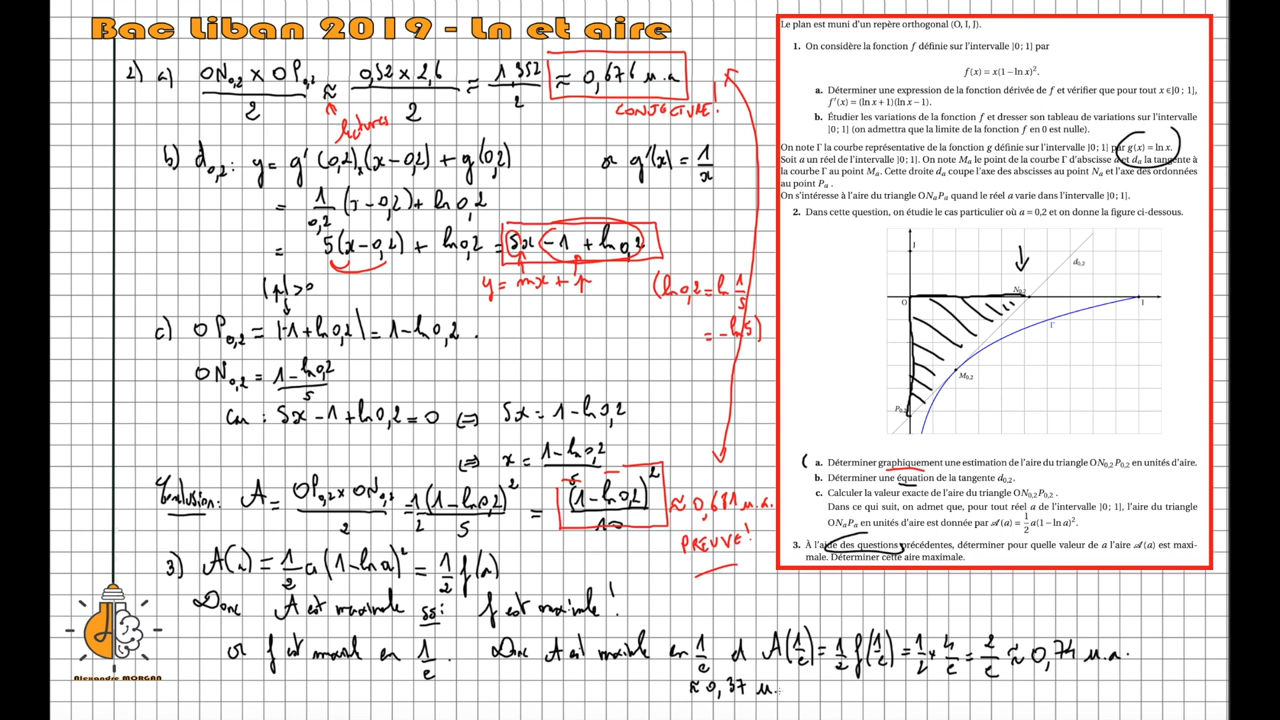 Bac Liban 2019 - Ln et aire
2) a) ON0,2 × OP0,2 / 2 ≈ 0,52 × 2,6 / 2 = 1,352 / 2 ≈ 0,676 u.a
lectures
CONJECTURE !
b) d0,2 : y = g'(0,2)×(x-0,2) + g(0,2) or g'(x) = 1/x
= 1/0,2 (x-0,2) + ln 0,2
= 5(x-0,2) + ln 0,2 = 5x - 1 + ln 0,2
y = mx + p
(ln 0,2 = ln 1/5
= -ln 5)
|p| > 0
c) OP0,2 = |-1 + ln 0,2| = 1 - ln 0,2 .
ON0,2 = 1 - ln 0,2 / 5
Car : 5x - 1 + ln 0,2 = 0 ⇔ 5x = 1 - ln 0,2
⇔ x = 1 - ln 0,2 / 5
Conclusion : A = OP0,2 × ON0,2 / 2 = 1/2 (1 - ln 0,2)² / 5 = (1 - ln 0,2)² / 10 ≈ 0,671 u.a.
PREUVE !
3) A(a) = 1/2 a (1 - ln a)² = 1/2 f(a)
Donc A est maximale ssi f est maximale !
or f est maximale en 1/e . Donc A est maximale en 1/e et A(1/e) = 1/2 f(1/e) = 1/2 × 4/e = 2/e ≈ 0,74 u.a.
≈ 0,37 u.
Alexandre MORGAN
Le plan est muni d'un repère orthogonal (O, I, J).
1. On considère la fonction f définie sur l'intervalle ]0 ; 1] par
f(x) = x(1 − ln x)².
a. Déterminer une expression de la fonction dérivée de f et vérifier que pour tout x ∈]0 ; 1],
f′(x) = (ln x + 1)(ln x − 1).
b. Étudier les variations de la fonction f et dresser son tableau de variations sur l'intervalle
]0 ; 1] (on admettra que la limite de la fonction f en 0 est nulle).
On note Γ la courbe représentative de la fonction g définie sur l'intervalle ]0 ; 1] par g(x) = ln x.
Soit a un réel de l'intervalle ]0 ; 1]. On note Ma le point de la courbe Γ d'abscisse a et da la tangente à
la courbe Γ au point Ma. Cette droite da coupe l'axe des abscisses au point Na et l'axe des ordonnées
au point Pa .
On s'intéresse à l'aire du triangle ONaPa quand le réel a varie dans l'intervalle ]0 ; 1].
2. Dans cette question, on étudie le cas particulier où a = 0,2 et on donne la figure ci-dessous.
J
d0,2
N0,2
O
I
Γ
M0,2
P0,2
a. Déterminer graphiquement une estimation de l'aire du triangle ON0,2P0,2 en unités d'aire.
b. Déterminer une équation de la tangente d0,2.
c. Calculer la valeur exacte de l'aire du triangle ON0,2P0,2 .
Dans ce qui suit, on admet que, pour tout réel a de l'intervalle ]0 ; 1], l'aire du triangle
ONaPa en unités d'aire est donnée par 𝒜(a) = 1/2 a(1 − ln a)².
3. À l'aide des questions précédentes, déterminer pour quelle valeur de a l'aire 𝒜(a) est maxi-
male. Déterminer cette aire maximale.